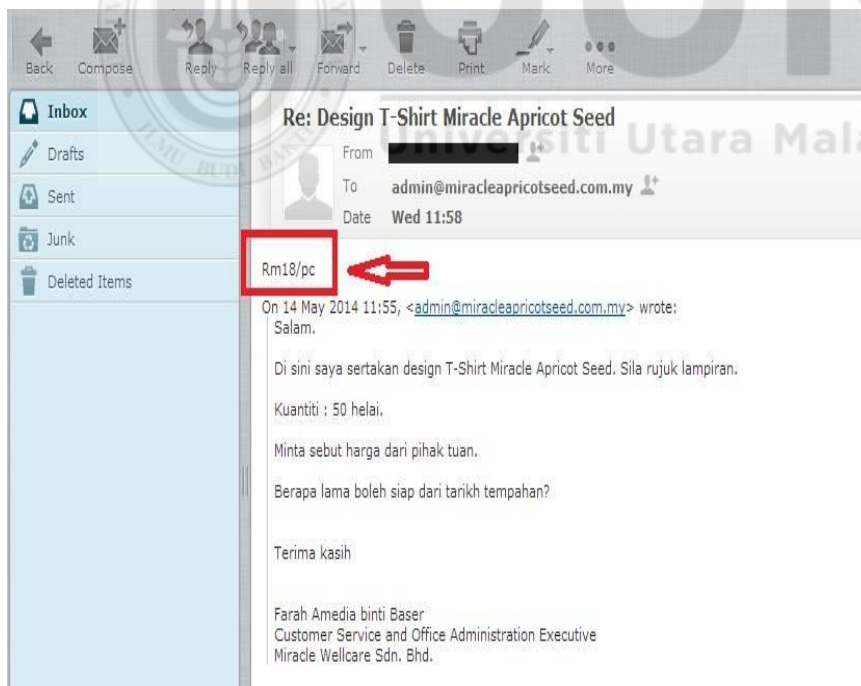 Back Compose Reply Reply all Forward Delete Print Mark More
Inbox
Drafts
Sent
Junk
Deleted Items
Re: Design T-Shirt Miracle Apricot Seed
From
To admin@miracleapricotseed.com.my
Date Wed 11:58
Rm18/pc
On 14 May 2014 11:55, <admin@miracleapricotseed.com.my> wrote:
Salam.
Di sini saya sertakan design T-Shirt Miracle Apricot Seed. Sila rujuk lampiran.
Kuantiti : 50 helai.
Minta sebut harga dari pihak tuan.
Berapa lama boleh siap dari tarikh tempahan?
Terima kasih
Farah Amedia binti Baser
Customer Service and Office Administration Executive
Miracle Wellcare Sdn. Bhd.
Universiti Utara